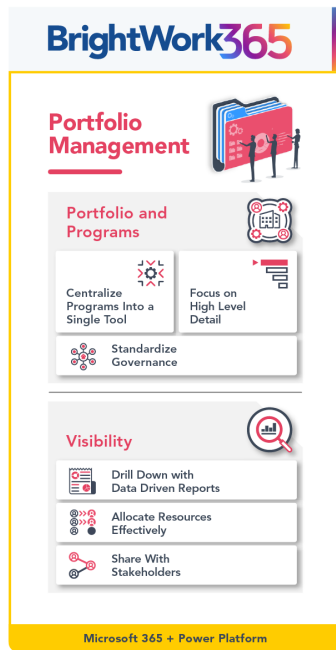 BrightWork365
Portfolio
Management
Portfolio and
Programs
Centralize
Programs Into a
Single Tool
Focus on
High Level
Detail
Standardize
Governance
Visibility
Drill Down with
Data Driven Reports
Allocate Resources
Effectively
Share With
Stakeholders
Microsoft 365 + Power Platform